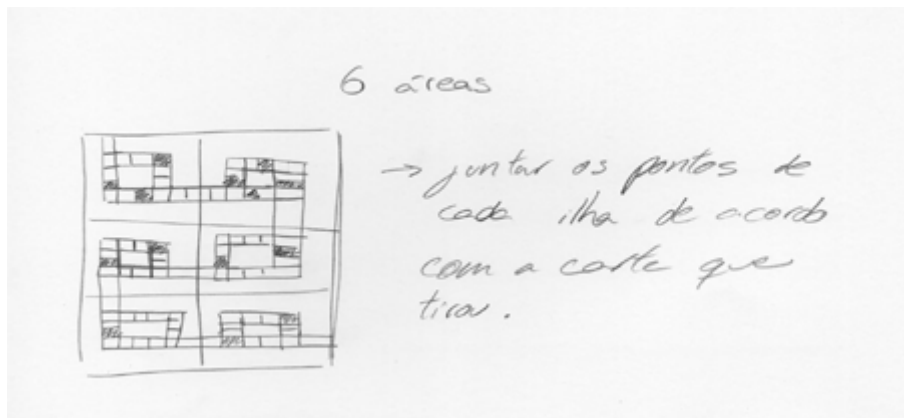 6 áreas
→ juntar os pontos de
cada ilha de acordo
com a carta que
tirou.